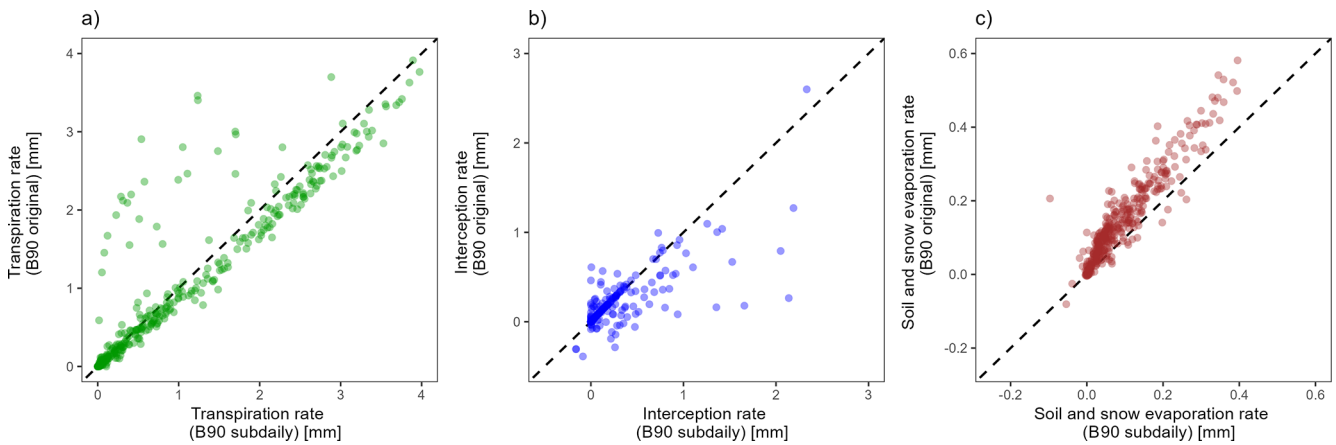 a)
Transpiration rate
(B90 original) [mm]
4
3
2
1
0
0 1 2 3 4
Transpiration rate
(B90 subdaily) [mm]
b)
Interception rate
(B90 original) [mm]
3
2
1
0
0 1 2 3
Interception rate
(B90 subdaily) [mm]
c)
Soil and snow evaporation rate
(B90 original) [mm]
0.6
0.4
0.2
0.0
-0.2
-0.2 0.0 0.2 0.4 0.6
Soil and snow evaporation rate
(B90 subdaily) [mm]